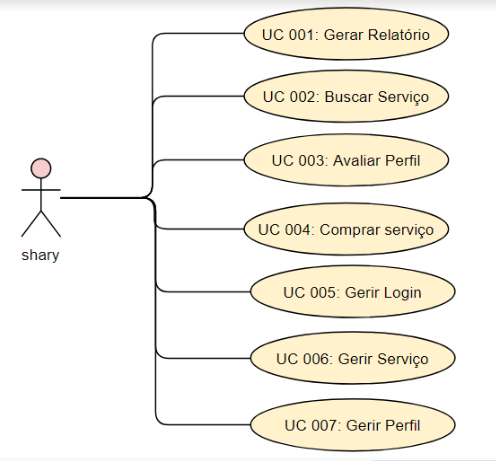 UC 001: Gerar Relatório
UC 002: Buscar Serviço
UC 003: Avaliar Perfil
shary
UC 004: Comprar serviço
UC 005: Gerir Login
UC 006: Gerir Serviço
UC 007: Gerir Perfil